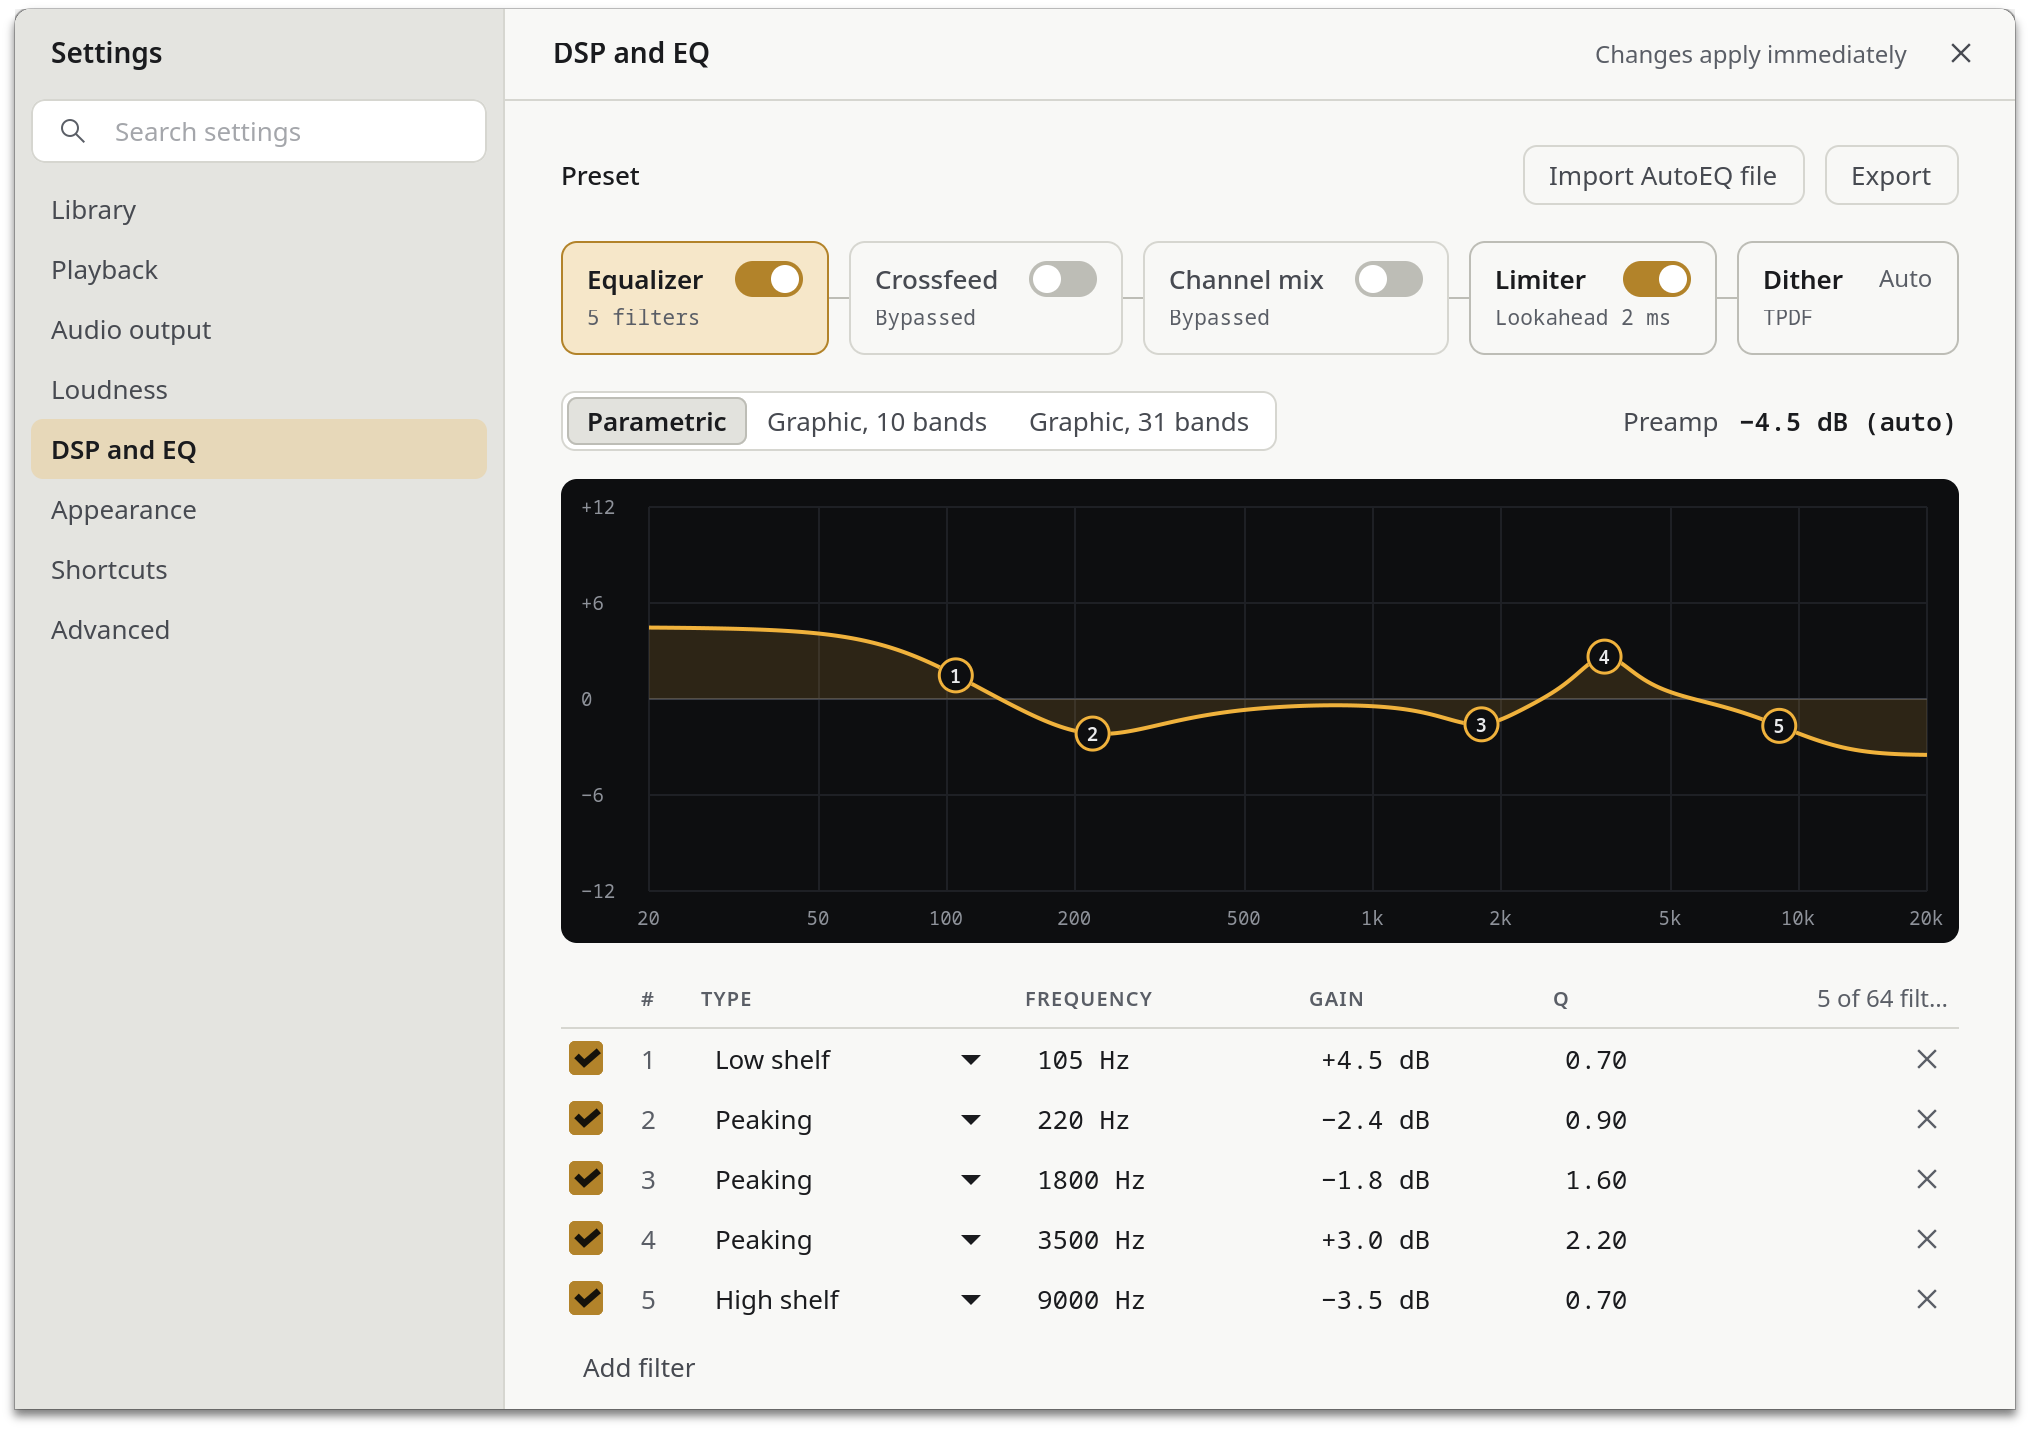 Settings
Search settings
Library
Playback
Audio output
Loudness
DSP and EQ
Appearance
Shortcuts
Advanced
DSP and EQ
Changes apply immediately
Preset
Import AutoEQ file
Export
Equalizer
5 filters
Crossfeed
Bypassed
Channel mix
Bypassed
Limiter
Lookahead 2 ms
Dither Auto
TPDF
Parametric
Graphic, 10 bands
Graphic, 31 bands
Preamp −4.5 dB (auto)
+12
+6
0
−6
−12
1
2
3
4
5
20 50 100 200 500 1k 2k 5k 10k 20k
# TYPE FREQUENCY GAIN Q 5 of 64 filt...
1 Low shelf 105 Hz +4.5 dB 0.70
2 Peaking 220 Hz −2.4 dB 0.90
3 Peaking 1800 Hz −1.8 dB 1.60
4 Peaking 3500 Hz +3.0 dB 2.20
5 High shelf 9000 Hz −3.5 dB 0.70
Add filter